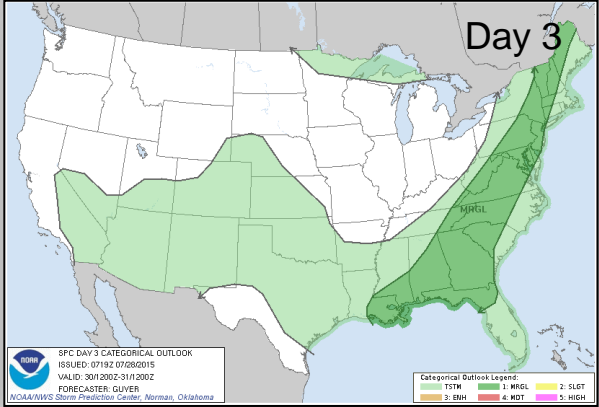 Day 3
MRGL
NOAA
SPC DAY 3 CATEGORICAL OUTLOOK
ISSUED: 0719Z 07/28/2015
VALID: 30/1200Z-31/1200Z
FORECASTER: GUYER
NOAA/NWS Storm Prediction Center, Norman, Oklahoma
Categorical Outlook Legend:
TSTM 1: MRGL 2: SLGT
3: ENH 4: MDT 5: HIGH